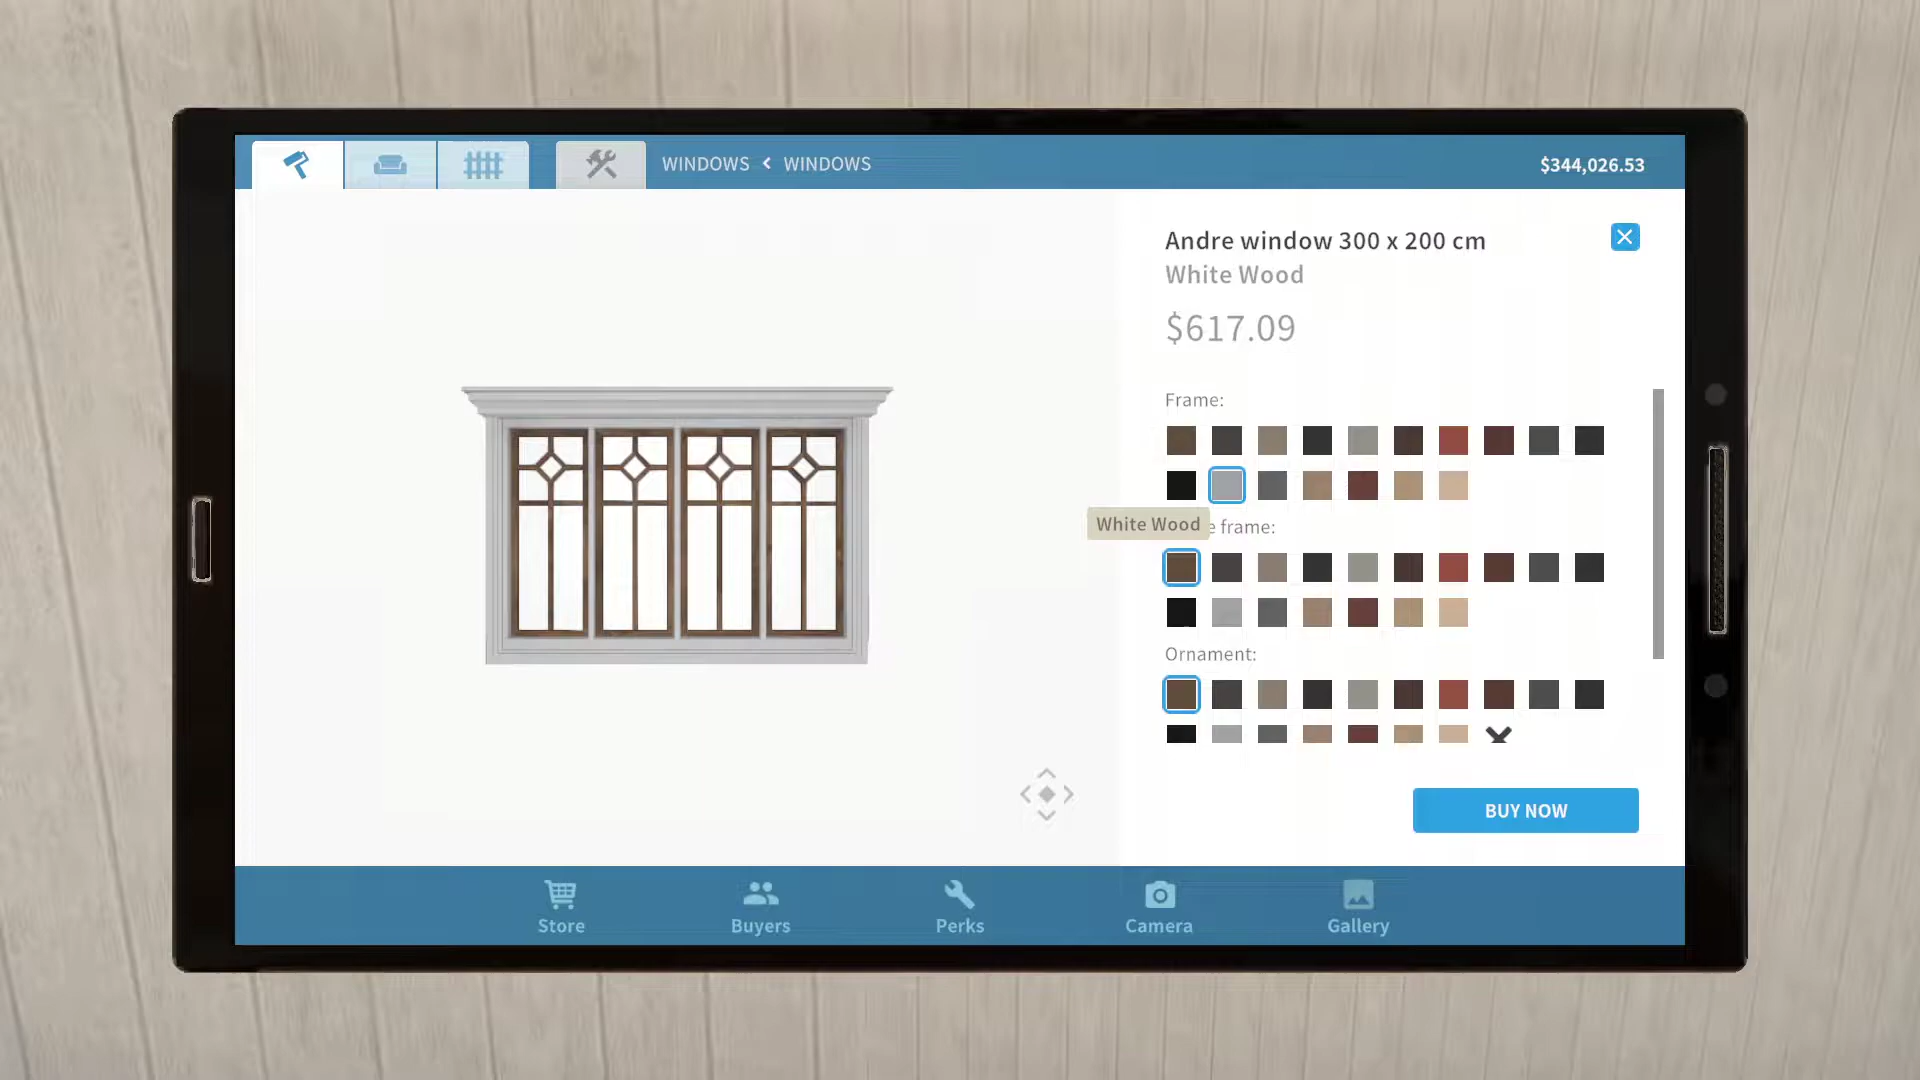 WINDOWS < WINDOWS
$344,026.53
Andre window 300 x 200 cm
White Wood
$617.09
Frame:
White Wood
frame:
Ornament:
BUY NOW
Store
Buyers
Perks
Camera
Gallery